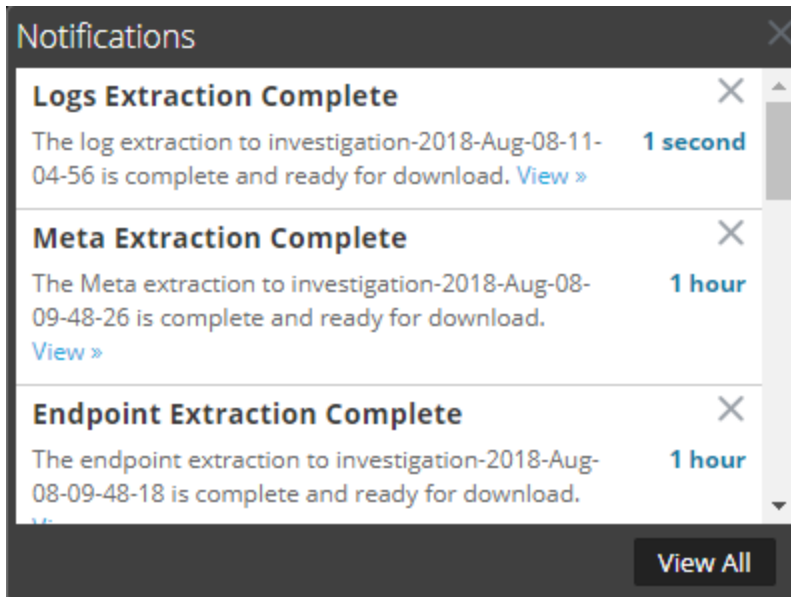 Notifications
Logs Extraction Complete
The log extraction to investigation-2018-Aug-08-11-
04-56 is complete and ready for download. View »
1 second
Meta Extraction Complete
The Meta extraction to investigation-2018-Aug-08-
09-48-26 is complete and ready for download.
View »
1 hour
Endpoint Extraction Complete
The endpoint extraction to investigation-2018-Aug-
08-09-48-18 is complete and ready for download.
1 hour
View All